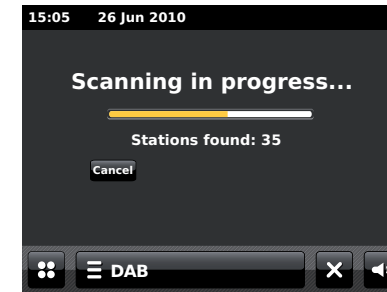 15:05 26 Jun 2010
Scanning in progress...
Stations found: 35
Cancel
DAB